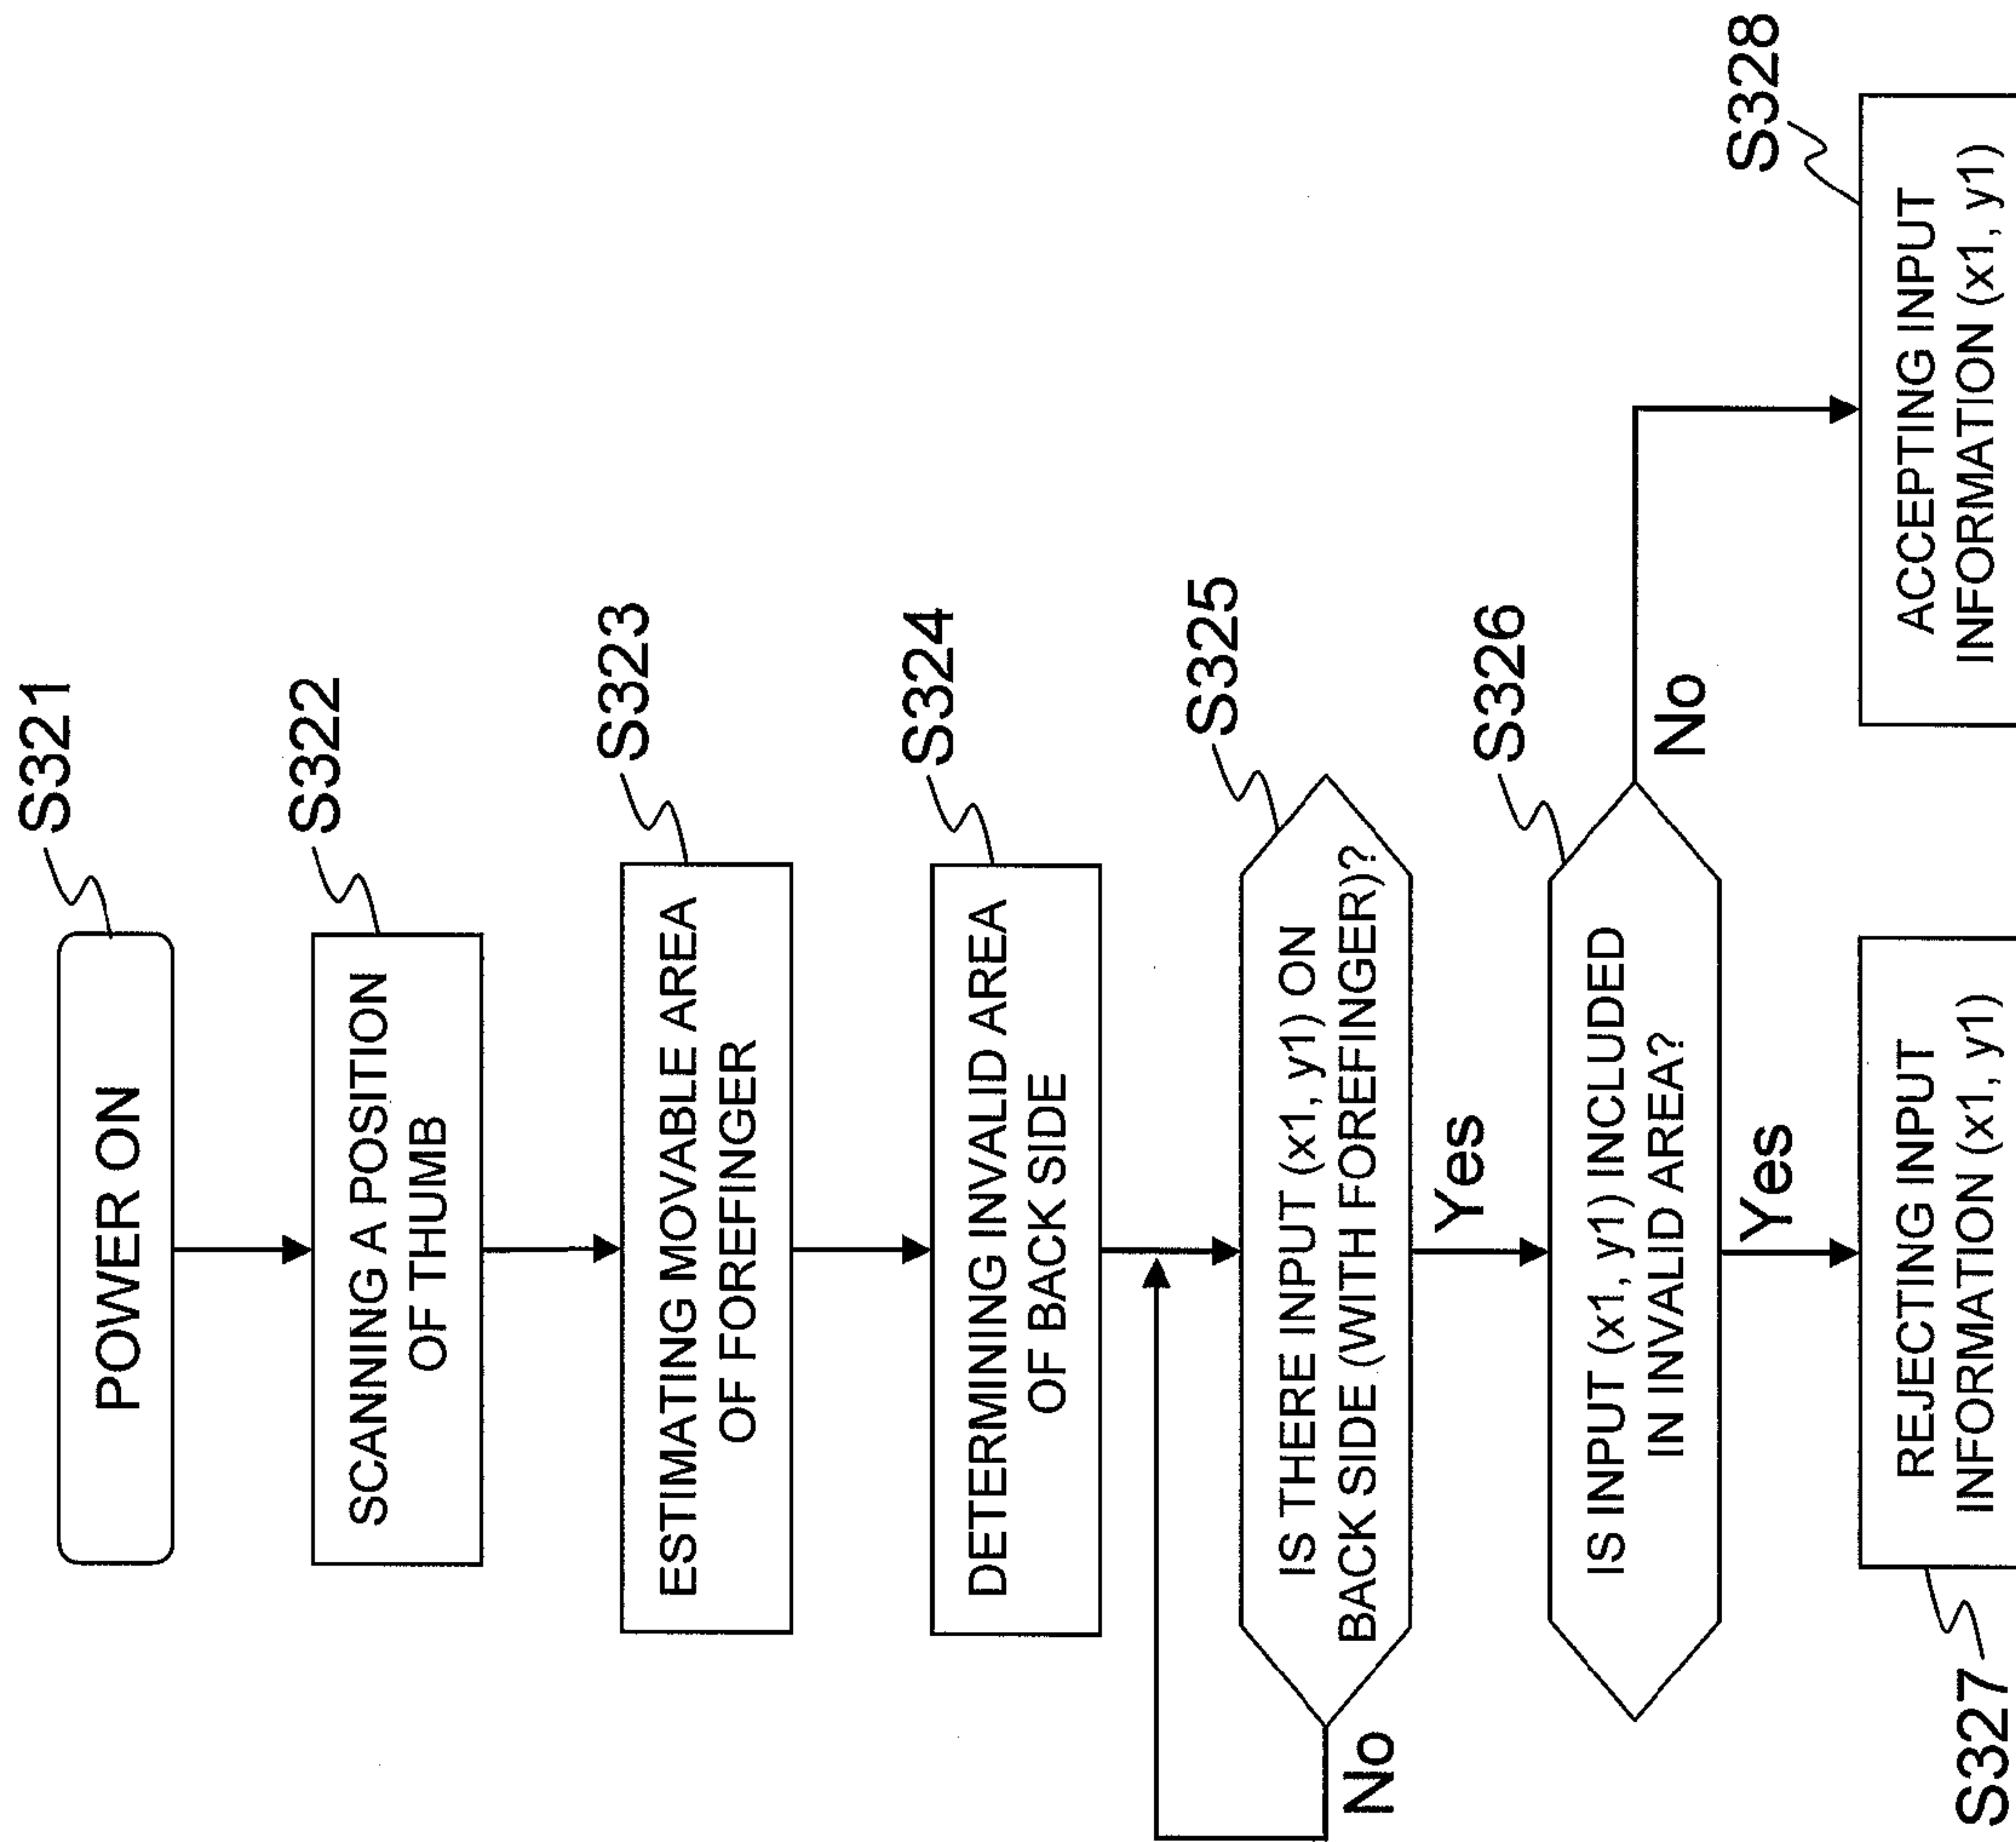 S321
POWER ON
S322
SCANNING A POSITION
OF THUMB
S323
ESTIMATING MOVABLE AREA
OF FOREFINGER
S324
DETERMINING INVALID AREA
OF BACK SIDE
S325
IS THERE INPUT (x1, y1) ON
BACK SIDE (WITH FOREFINGER)?
No
Yes
S326
IS INPUT (x1, y1) INCLUDED
IN INVALID AREA?
No
Yes
S327
REJECTING INPUT
INFORMATION (x1, y1)
S328
ACCEPTING INPUT
INFORMATION (x1, y1)